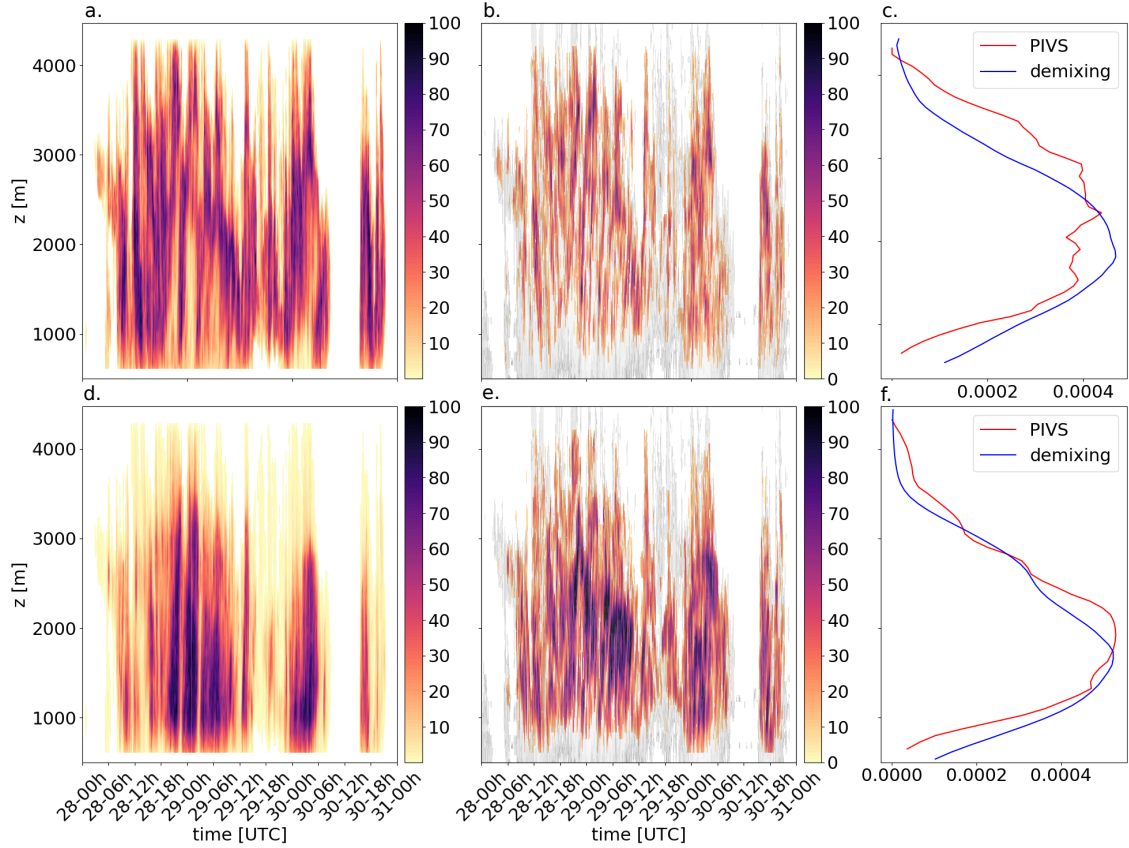 a.
b.
c.
4000
3000
2000
1000
z [m]
100
90
80
70
60
50
40
30
20
10
100
90
80
70
60
50
40
30
20
10
0
PIVS
demixing
0.0002
0.0004
d.
e.
f.
4000
3000
2000
1000
z [m]
100
90
80
70
60
50
40
30
20
10
0
100
90
80
70
60
50
40
30
20
10
0
PIVS
demixing
28-00h
28-06h
28-12h
28-18h
29-00h
29-06h
29-12h
29-18h
30-00h
30-06h
30-12h
30-18h
31-00h
time [UTC]
28-00h
28-06h
28-12h
28-18h
29-00h
29-06h
29-12h
29-18h
30-00h
30-06h
30-12h
30-18h
31-00h
time [UTC]
0.0000
0.0002
0.0004